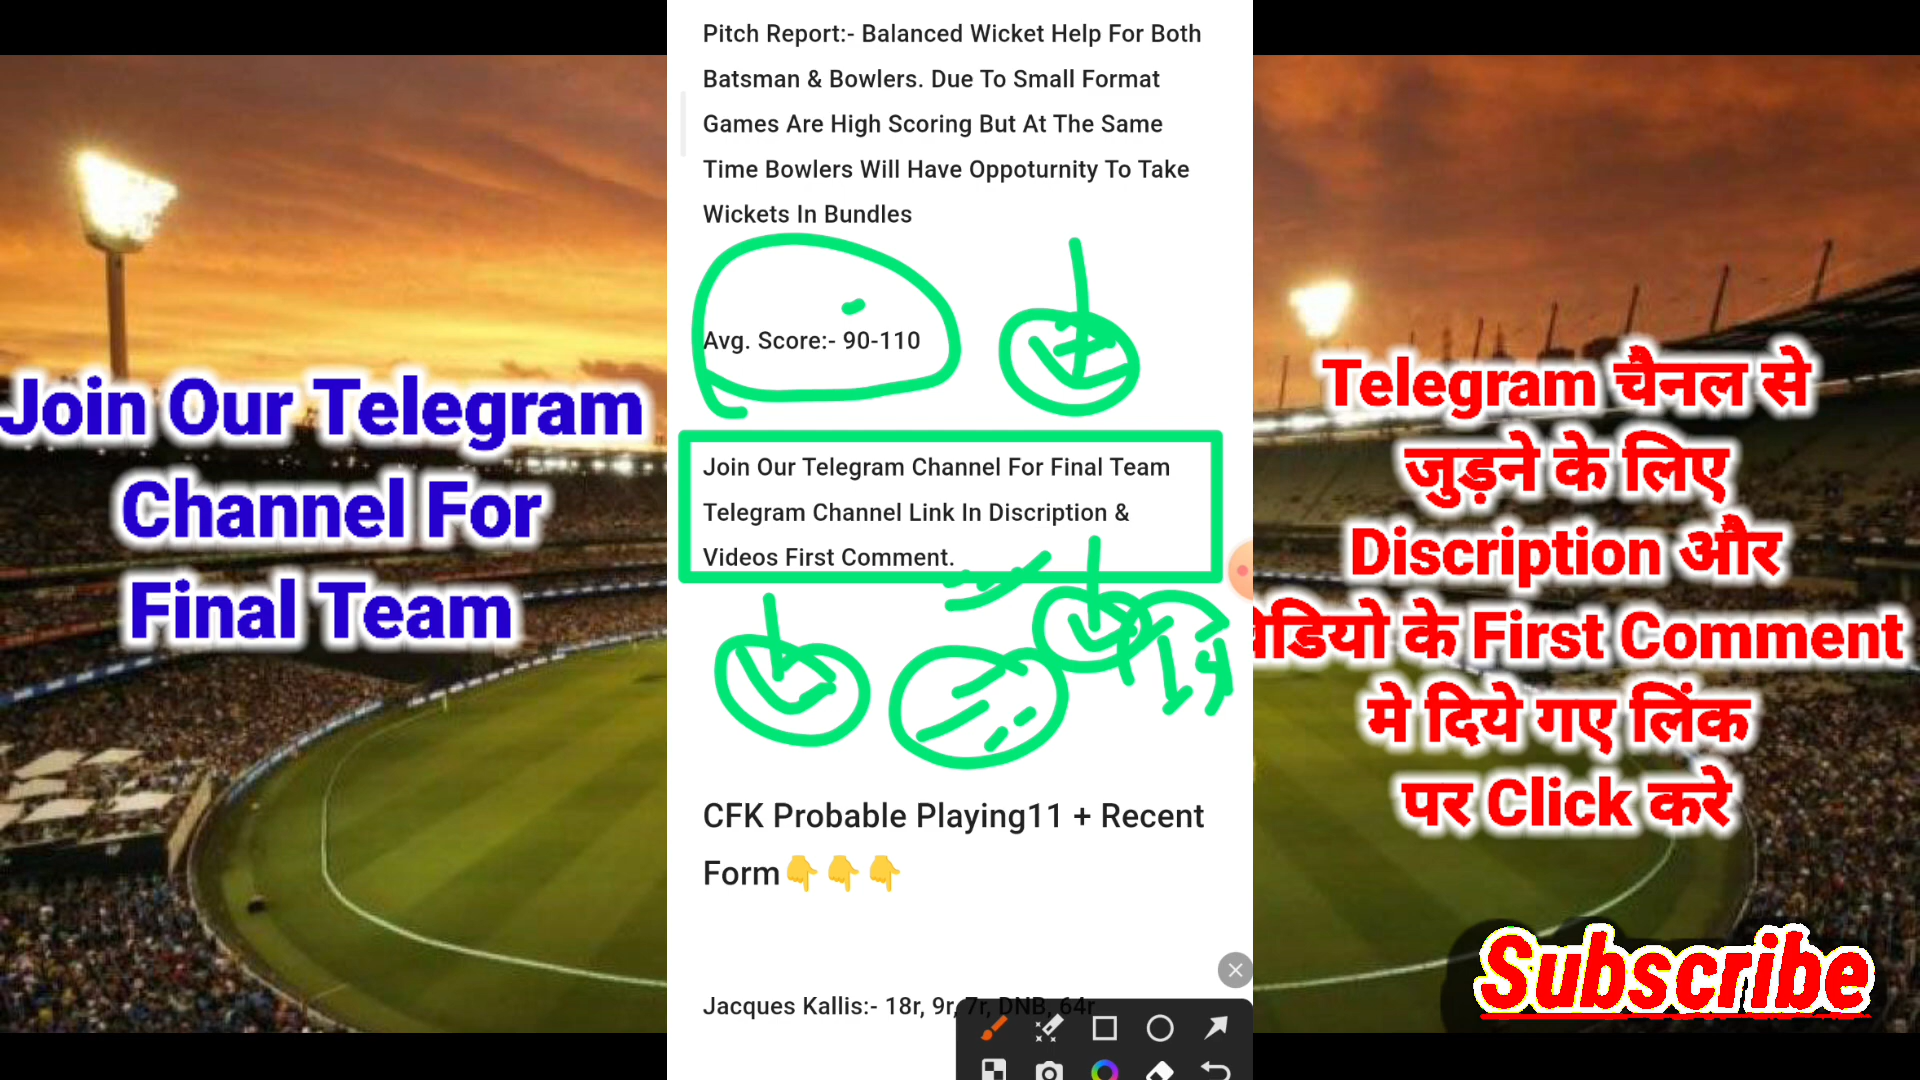 Join Our Telegram
Channel For
Final Team
Pitch Report:- Balanced Wicket Help For Both
Batsman & Bowlers. Due To Small Format
Games Are High Scoring But At The Same
Time Bowlers Will Have Oppoturnity To Take
Wickets In Bundles
Avg. Score:- 90-110
Join Our Telegram Channel For Final Team
Telegram Channel Link In Discription &
Videos First Comment.
CFK Probable Playing11 + Recent
Form👇👇👇
Jacques Kallis:- 18r, 9r, 7r, DNB, 64r
Telegram चैनल से
जुड़ने के लिए
Discription और
विडियो के First Comment
मे दिये गए लिंक
पर Click करे
Subscribe